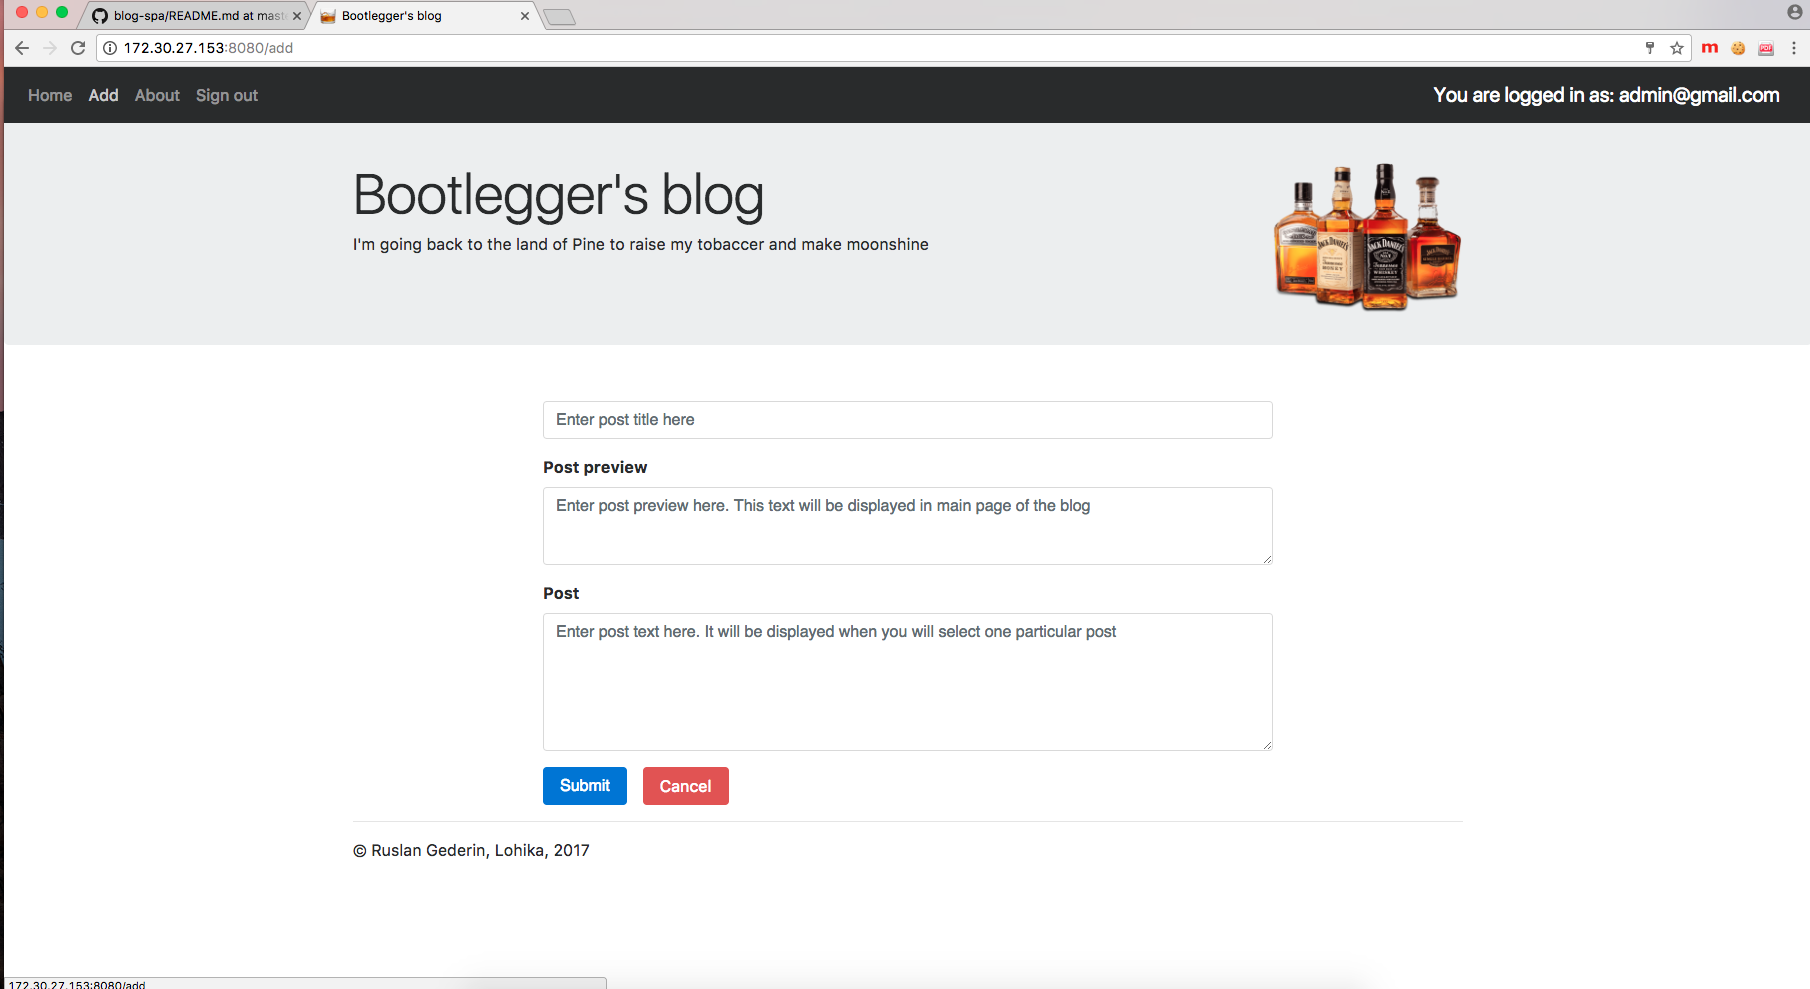 blog-spa/README.md at mast
Bootlegger's blog
172.30.27.153:8080/add
m
Home Add About Sign out
You are logged in as: admin@gmail.com
Bootlegger's blog
I'm going back to the land of Pine to raise my tobaccer and make moonshine
JACK DANIEL'S
JACK DANIEL'S
Enter post title here
Post preview
Enter post preview here. This text will be displayed in main page of the blog
Post
Enter post text here. It will be displayed when you will select one particular post
Submit Cancel
© Ruslan Gederin, Lohika, 2017
172.30.27.153:8080/add